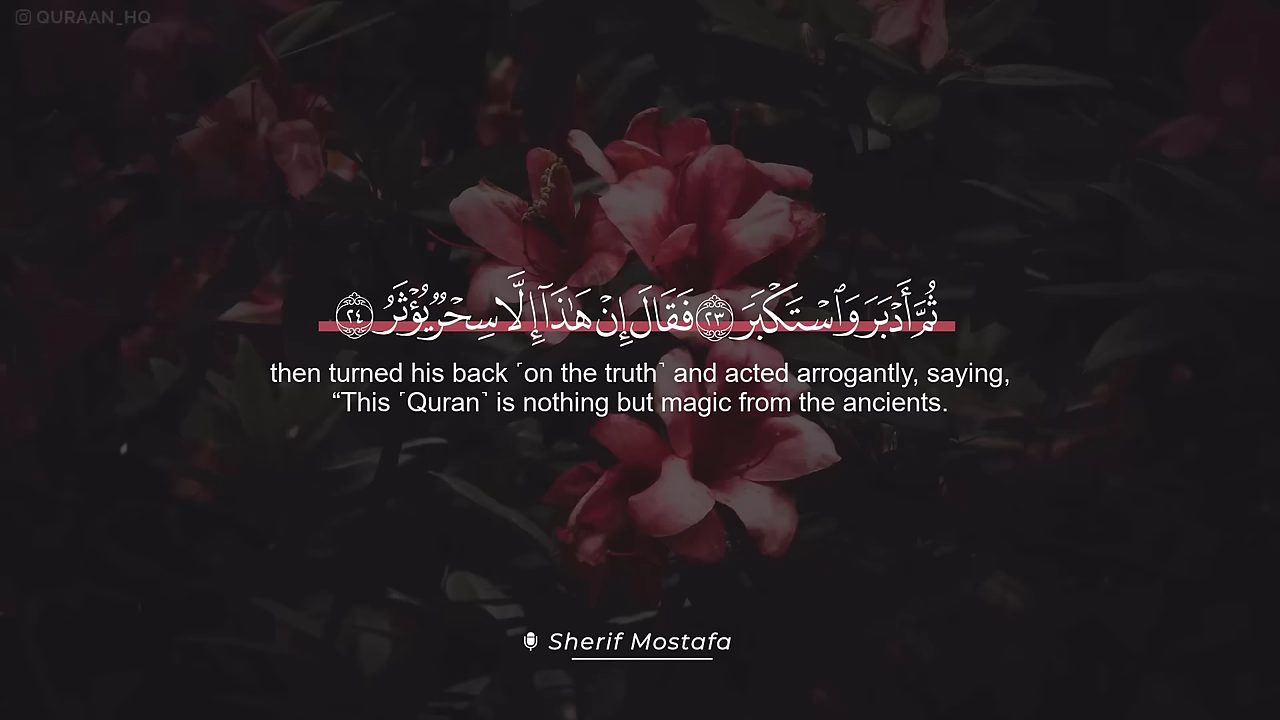 QURAAN_HQ
ثُمَّ أَدْبَرَ وَٱسْتَكْبَرَ ٢٣ فَقَالَ إِنْ هَـٰذَآ إِلَّا سِحْرٌ يُؤْثَرُ ٢٤
then turned his back ˹on the truth˺ and acted arrogantly, saying,
“This ˹Quran˺ is nothing but magic from the ancients.
Sherif Mostafa